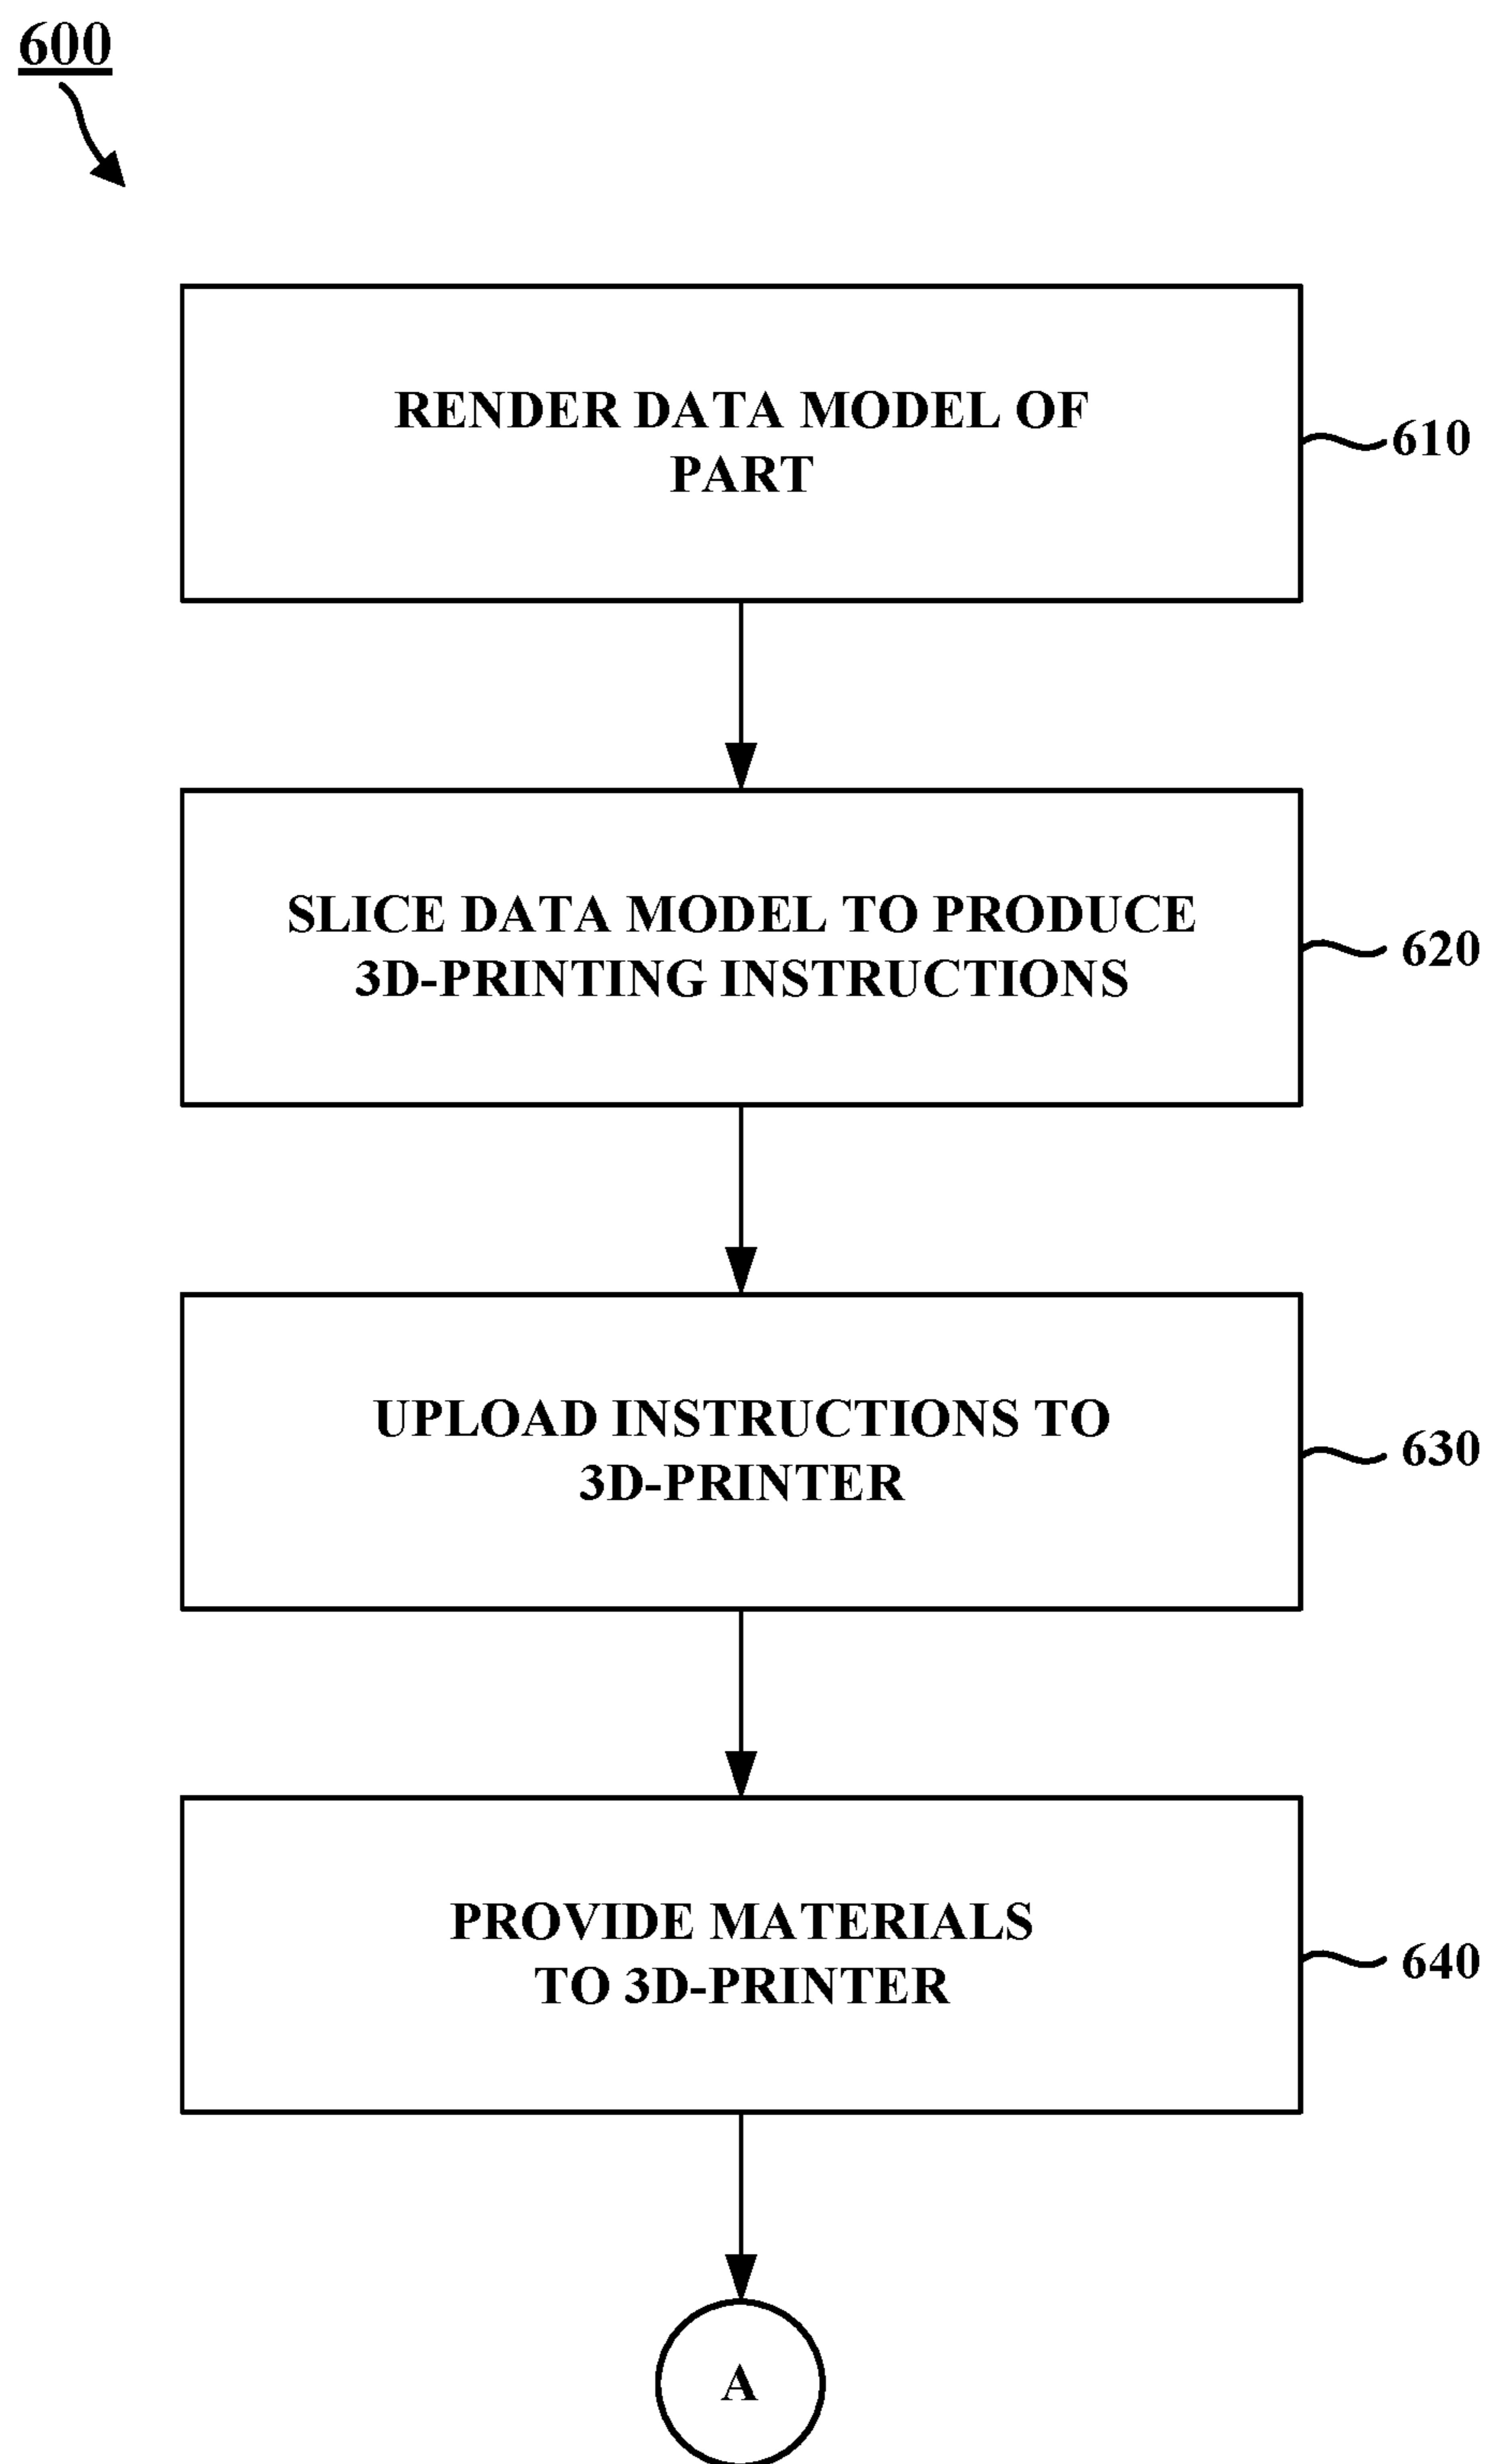 600
RENDER DATA MODEL OF
PART
610
SLICE DATA MODEL TO PRODUCE
3D-PRINTING INSTRUCTIONS
620
UPLOAD INSTRUCTIONS TO
3D-PRINTER
630
PROVIDE MATERIALS
TO 3D-PRINTER
640
A